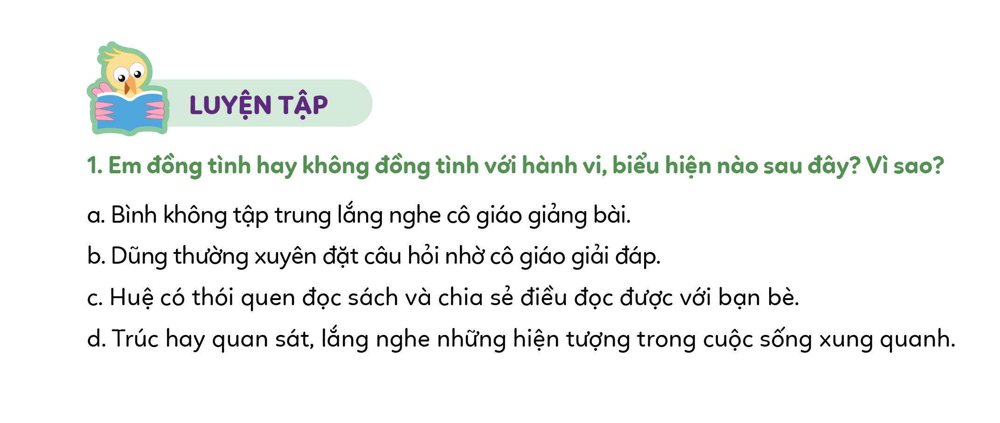 LUYỆN TẬP
1. Em đồng tình hay không đồng tình với hành vi, biểu hiện nào sau đây? Vì sao?
a. Bình không tập trung lắng nghe cô giáo giảng bài.
b. Dũng thường xuyên đặt câu hỏi nhờ cô giáo giải đáp.
c. Huệ có thói quen đọc sách và chia sẻ điều đọc được với bạn bè.
d. Trúc hay quan sát, lắng nghe những hiện tượng trong cuộc sống xung quanh.